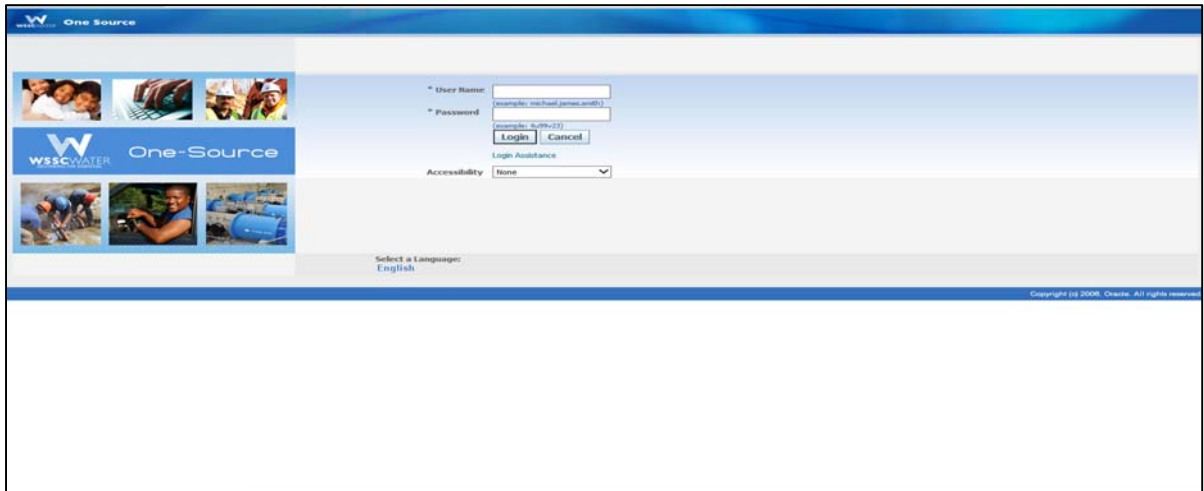 W
WSSCWATER One Source
* User Name
(example: michael.james.smith)
* Password
(example: 4u99v23)
Login Cancel
Login Assistance
Accessibility None
W
WSSCWATER
One-Source
Select a Language:
English
Copyright (c) 2006, Oracle. All rights reserved